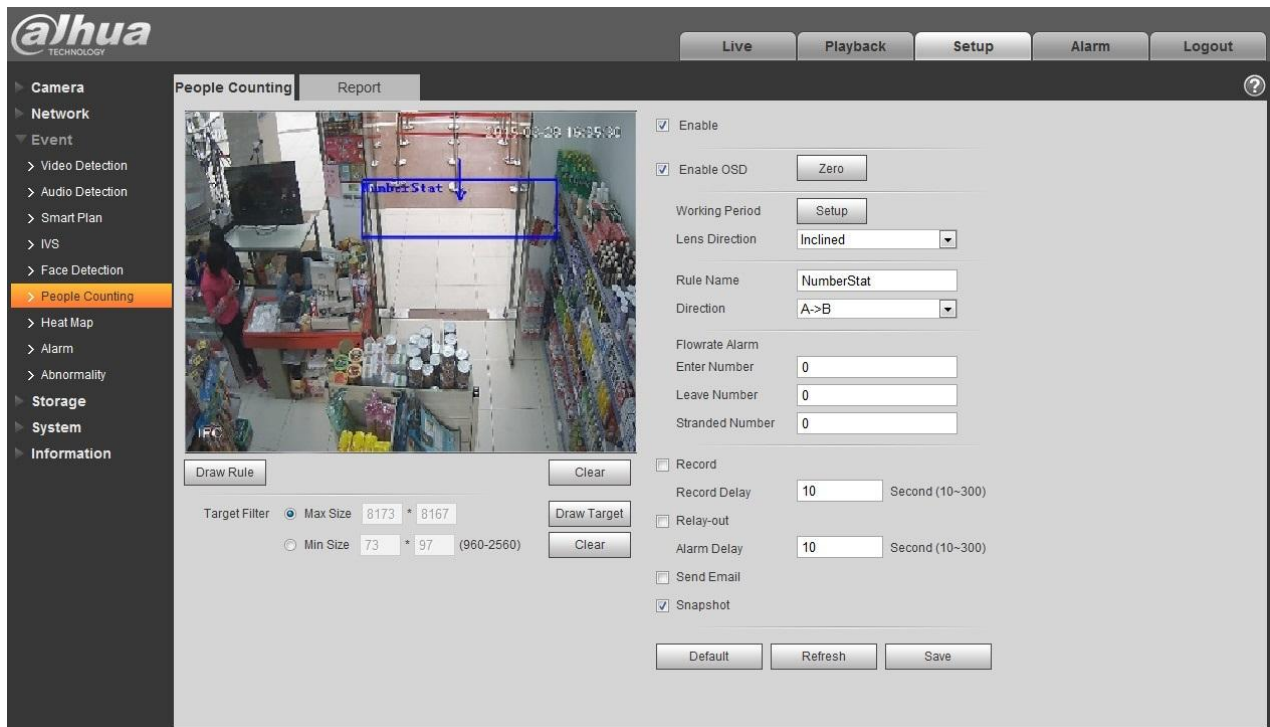 alhua
TECHNOLOGY
Live
Playback
Setup
Alarm
Logout
Camera
Network
Event
Video Detection
Audio Detection
Smart Plan
IVS
Face Detection
People Counting
Heat Map
Alarm
Abnormality
Storage
System
Information
People Counting
Report
?
NumberStat
IPC
Draw Rule
Clear
Target Filter
Max Size 8173 * 8167
Draw Target
Min Size 73 * 97 (960-2560)
Clear
Enable
Enable OSD
Zero
Working Period
Setup
Lens Direction
Inclined
Rule Name
NumberStat
Direction
A->B
Flowrate Alarm
Enter Number 0
Leave Number 0
Stranded Number 0
Record
Record Delay 10 Second (10~300)
Relay-out
Alarm Delay 10 Second (10~300)
Send Email
Snapshot
Default
Refresh
Save